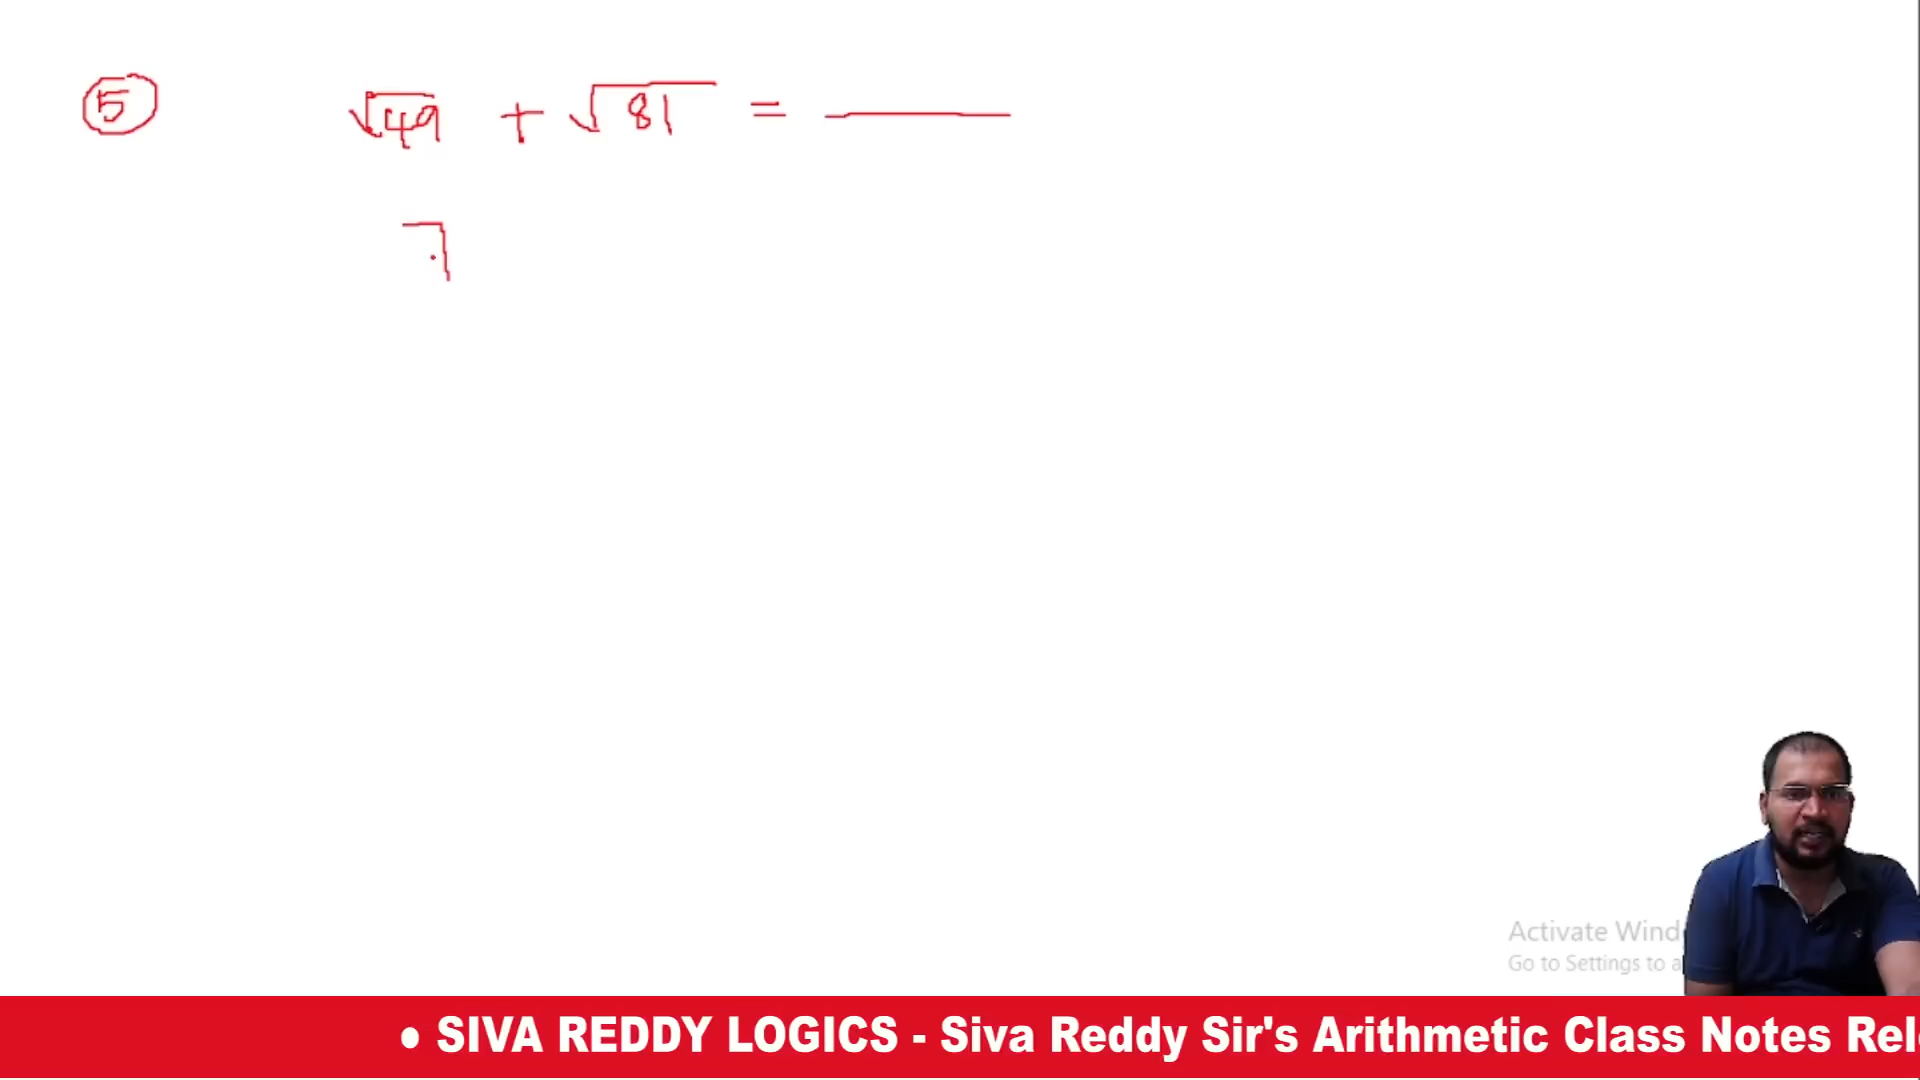 5 √49 + √81 = ______
7
Activate Wind
Go to Settings to a
• SIVA REDDY LOGICS - Siva Reddy Sir's Arithmetic Class Notes Rel